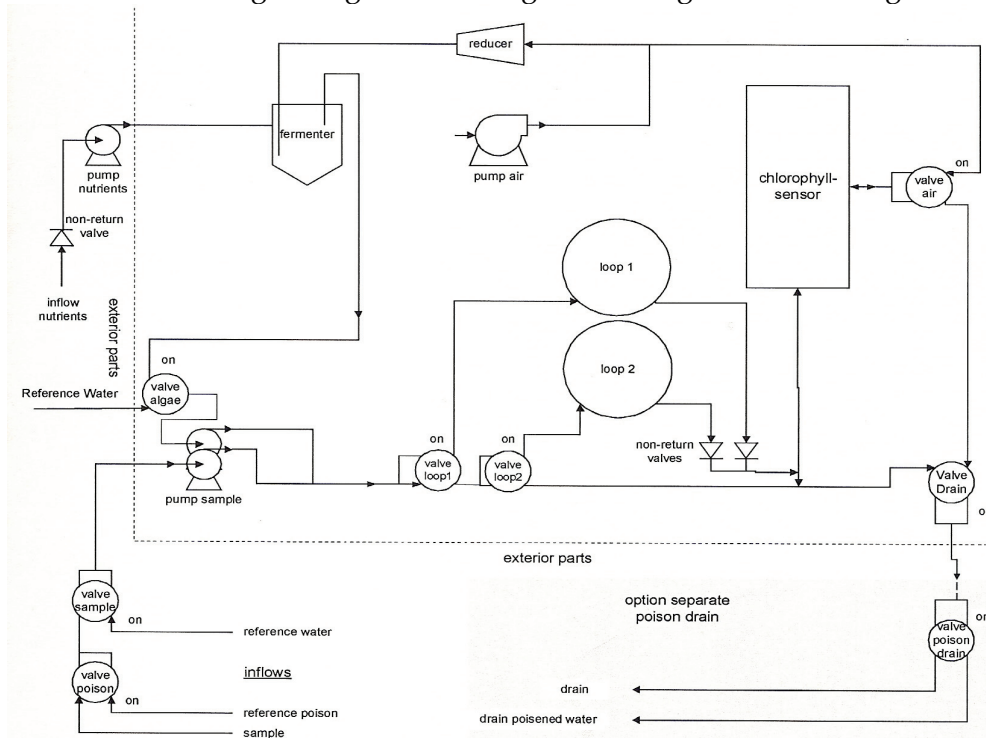 reducer
fermenter
pump air
chlorophyll-
sensor
on
valve
air
pump
nutrients
non-return
valve
inflow
nutrients
exterior parts
loop 1
loop 2
on
Reference Water
valve
algae
pump sample
on
valve
loop1
on
valve
loop2
non-return
valves
Valve
Drain
exterior parts
valve
sample
on
reference water
inflows
valve
poison
on
reference poison
sample
option separate
poison drain
valve
poison
drain
drain
drain poisened water